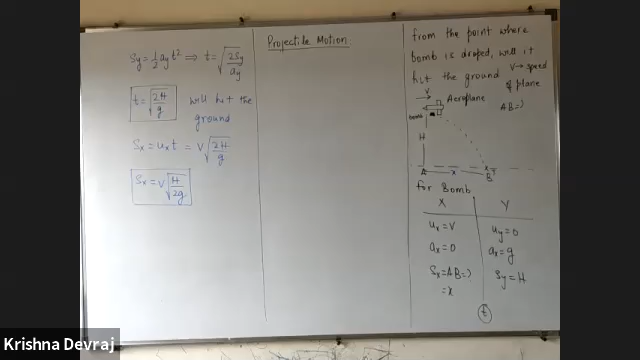 Sy = 1/2 ay t² ⇒ t = √(2Sy/ay)
t = √(2H/g) will hit the
ground
Sx = ux t = V√(2H/g)
Sx = V√(H/2g)
Projectile Motion
from the point where
bomb is droped, will it
hit the ground
V → speed
of plane
AB = ?
V
Aeroplane
bomb
H
A x B
for Bomb
X Y
ux = V uy = 0
ax = 0 ax = g
Sx = AB = ? Sy = H
= x
t
Krishna Devraj